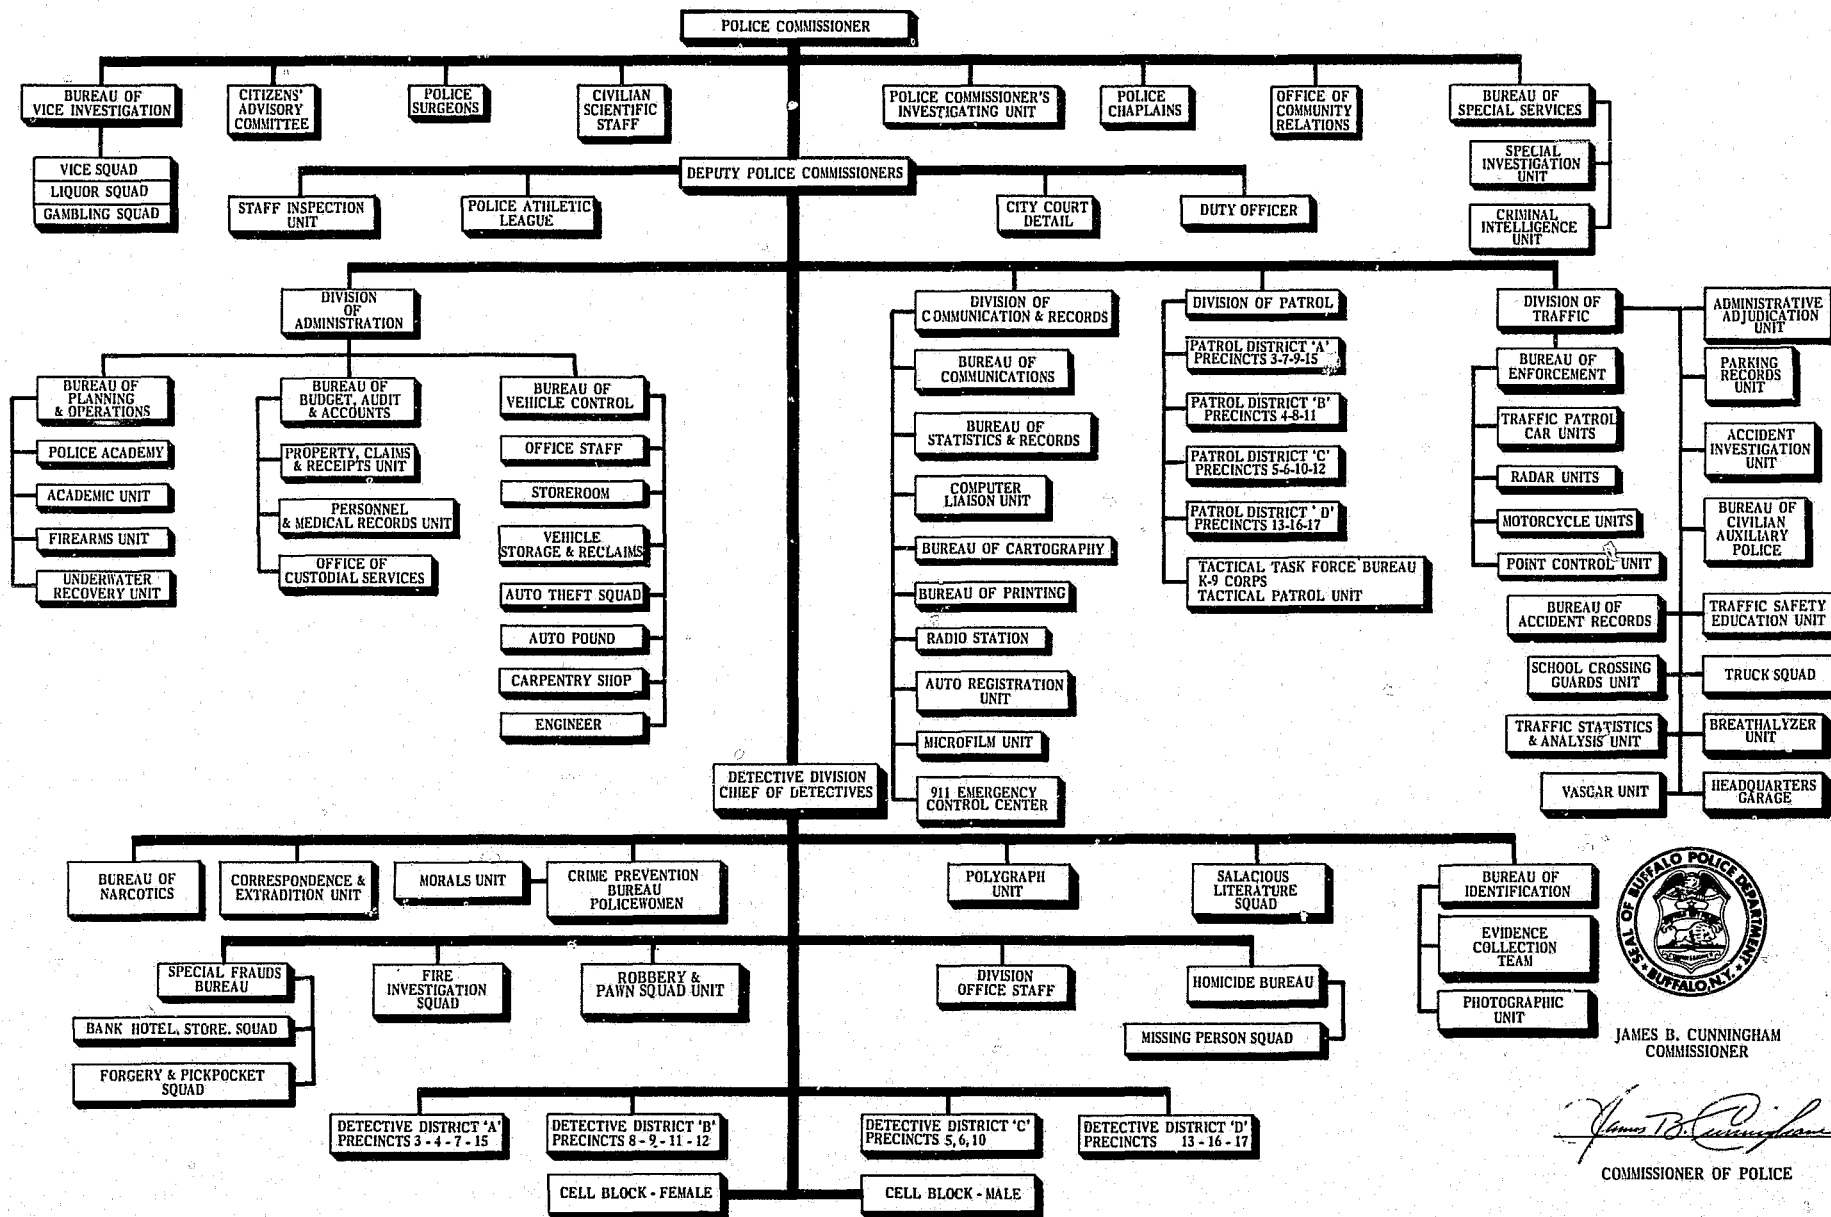 POLICE COMMISSIONER
BUREAU OF
VICE INVESTIGATION
CITIZENS'
ADVISORY
COMMITTEE
POLICE
SURGEONS
CIVILIAN
SCIENTIFIC
STAFF
POLICE COMMISSIONER'S
INVESTIGATING UNIT
POLICE
CHAPLAINS
OFFICE OF
COMMUNITY
RELATIONS
BUREAU OF
SPECIAL SERVICES
VICE SQUAD
LIQUOR SQUAD
GAMBLING SQUAD
SPECIAL
INVESTIGATION
UNIT
CRIMINAL
INTELLIGENCE
UNIT
DEPUTY POLICE COMMISSIONERS
STAFF INSPECTION
UNIT
POLICE ATHLETIC
LEAGUE
CITY COURT
DETAIL
DUTY OFFICER
DIVISION
OF
ADMINISTRATION
BUREAU OF
PLANNING
& OPERATIONS
POLICE ACADEMY
ACADEMIC UNIT
FIREARMS UNIT
UNDERWATER
RECOVERY UNIT
BUREAU OF
BUDGET, AUDIT
& ACCOUNTS
PROPERTY, CLAIMS
& RECEIPTS UNIT
PERSONNEL
& MEDICAL RECORDS UNIT
OFFICE OF
CUSTODIAL SERVICES
BUREAU OF
VEHICLE CONTROL
OFFICE STAFF
STOREROOM
VEHICLE
STORAGE & RECLAIMS
AUTO THEFT SQUAD
AUTO POUND
CARPENTRY SHOP
ENGINEER
DIVISION OF
COMMUNICATION & RECORDS
BUREAU OF
COMMUNICATIONS
BUREAU OF
STATISTICS & RECORDS
COMPUTER
LIAISON UNIT
BUREAU OF CARTOGRAPHY
BUREAU OF PRINTING
RADIO STATION
AUTO REGISTRATION
UNIT
MICROFILM UNIT
911 EMERGENCY
CONTROL CENTER
DIVISION OF PATROL
PATROL DISTRICT 'A'
PRECINCTS 3-7-9-15
PATROL DISTRICT 'B'
PRECINCTS 4-8-11
PATROL DISTRICT 'C'
PRECINCTS 5-6-10-12
PATROL DISTRICT 'D'
PRECINCTS 13-16-17
TACTICAL TASK FORCE BUREAU
K-9 CORPS
TACTICAL PATROL UNIT
DIVISION OF
TRAFFIC
BUREAU OF
ENFORCEMENT
TRAFFIC PATROL
CAR UNITS
RADAR UNITS
MOTORCYCLE UNITS
POINT CONTROL UNIT
BUREAU OF
ACCIDENT RECORDS
SCHOOL CROSSING
GUARDS UNIT
TRAFFIC STATISTICS
& ANALYSIS UNIT
VASCAR UNIT
ADMINISTRATIVE
ADJUDICATION
UNIT
PARKING
RECORDS
UNIT
ACCIDENT
INVESTIGATION
UNIT
BUREAU OF
CIVILIAN
AUXILIARY
POLICE
TRAFFIC SAFETY
EDUCATION UNIT
TRUCK SQUAD
BREATHALYZER
UNIT
HEADQUARTERS
GARAGE
DETECTIVE DIVISION
CHIEF OF DETECTIVES
BUREAU OF
NARCOTICS
CORRESPONDENCE &
EXTRADITION UNIT
MORALS UNIT
CRIME PREVENTION
BUREAU
POLICEWOMEN
POLYGRAPH
UNIT
SALACIOUS
LITERATURE
SQUAD
BUREAU OF
IDENTIFICATION
EVIDENCE
COLLECTION
TEAM
PHOTOGRAPHIC
UNIT
SPECIAL FRAUDS
BUREAU
BANK HOTEL, STORE. SQUAD
FORGERY & PICKPOCKET
SQUAD
FIRE
INVESTIGATION
SQUAD
ROBBERY &
PAWN SQUAD UNIT
DIVISION
OFFICE STAFF
HOMICIDE BUREAU
MISSING PERSON SQUAD
DETECTIVE DISTRICT 'A'
PRECINCTS 3 - 4 - 7 - 15
DETECTIVE DISTRICT 'B'
PRECINCTS 8 - 9 - 11 - 12
DETECTIVE DISTRICT 'C'
PRECINCTS 5, 6, 10
DETECTIVE DISTRICT 'D'
PRECINCTS 13 - 16 - 17
CELL BLOCK - FEMALE
CELL BLOCK - MALE
SEAL OF BUFFALO POLICE DEPARTMENT
BUFFALO, N.Y.
JAMES B. CUNNINGHAM
COMMISSIONER
James B. Cunningham
COMMISSIONER OF POLICE